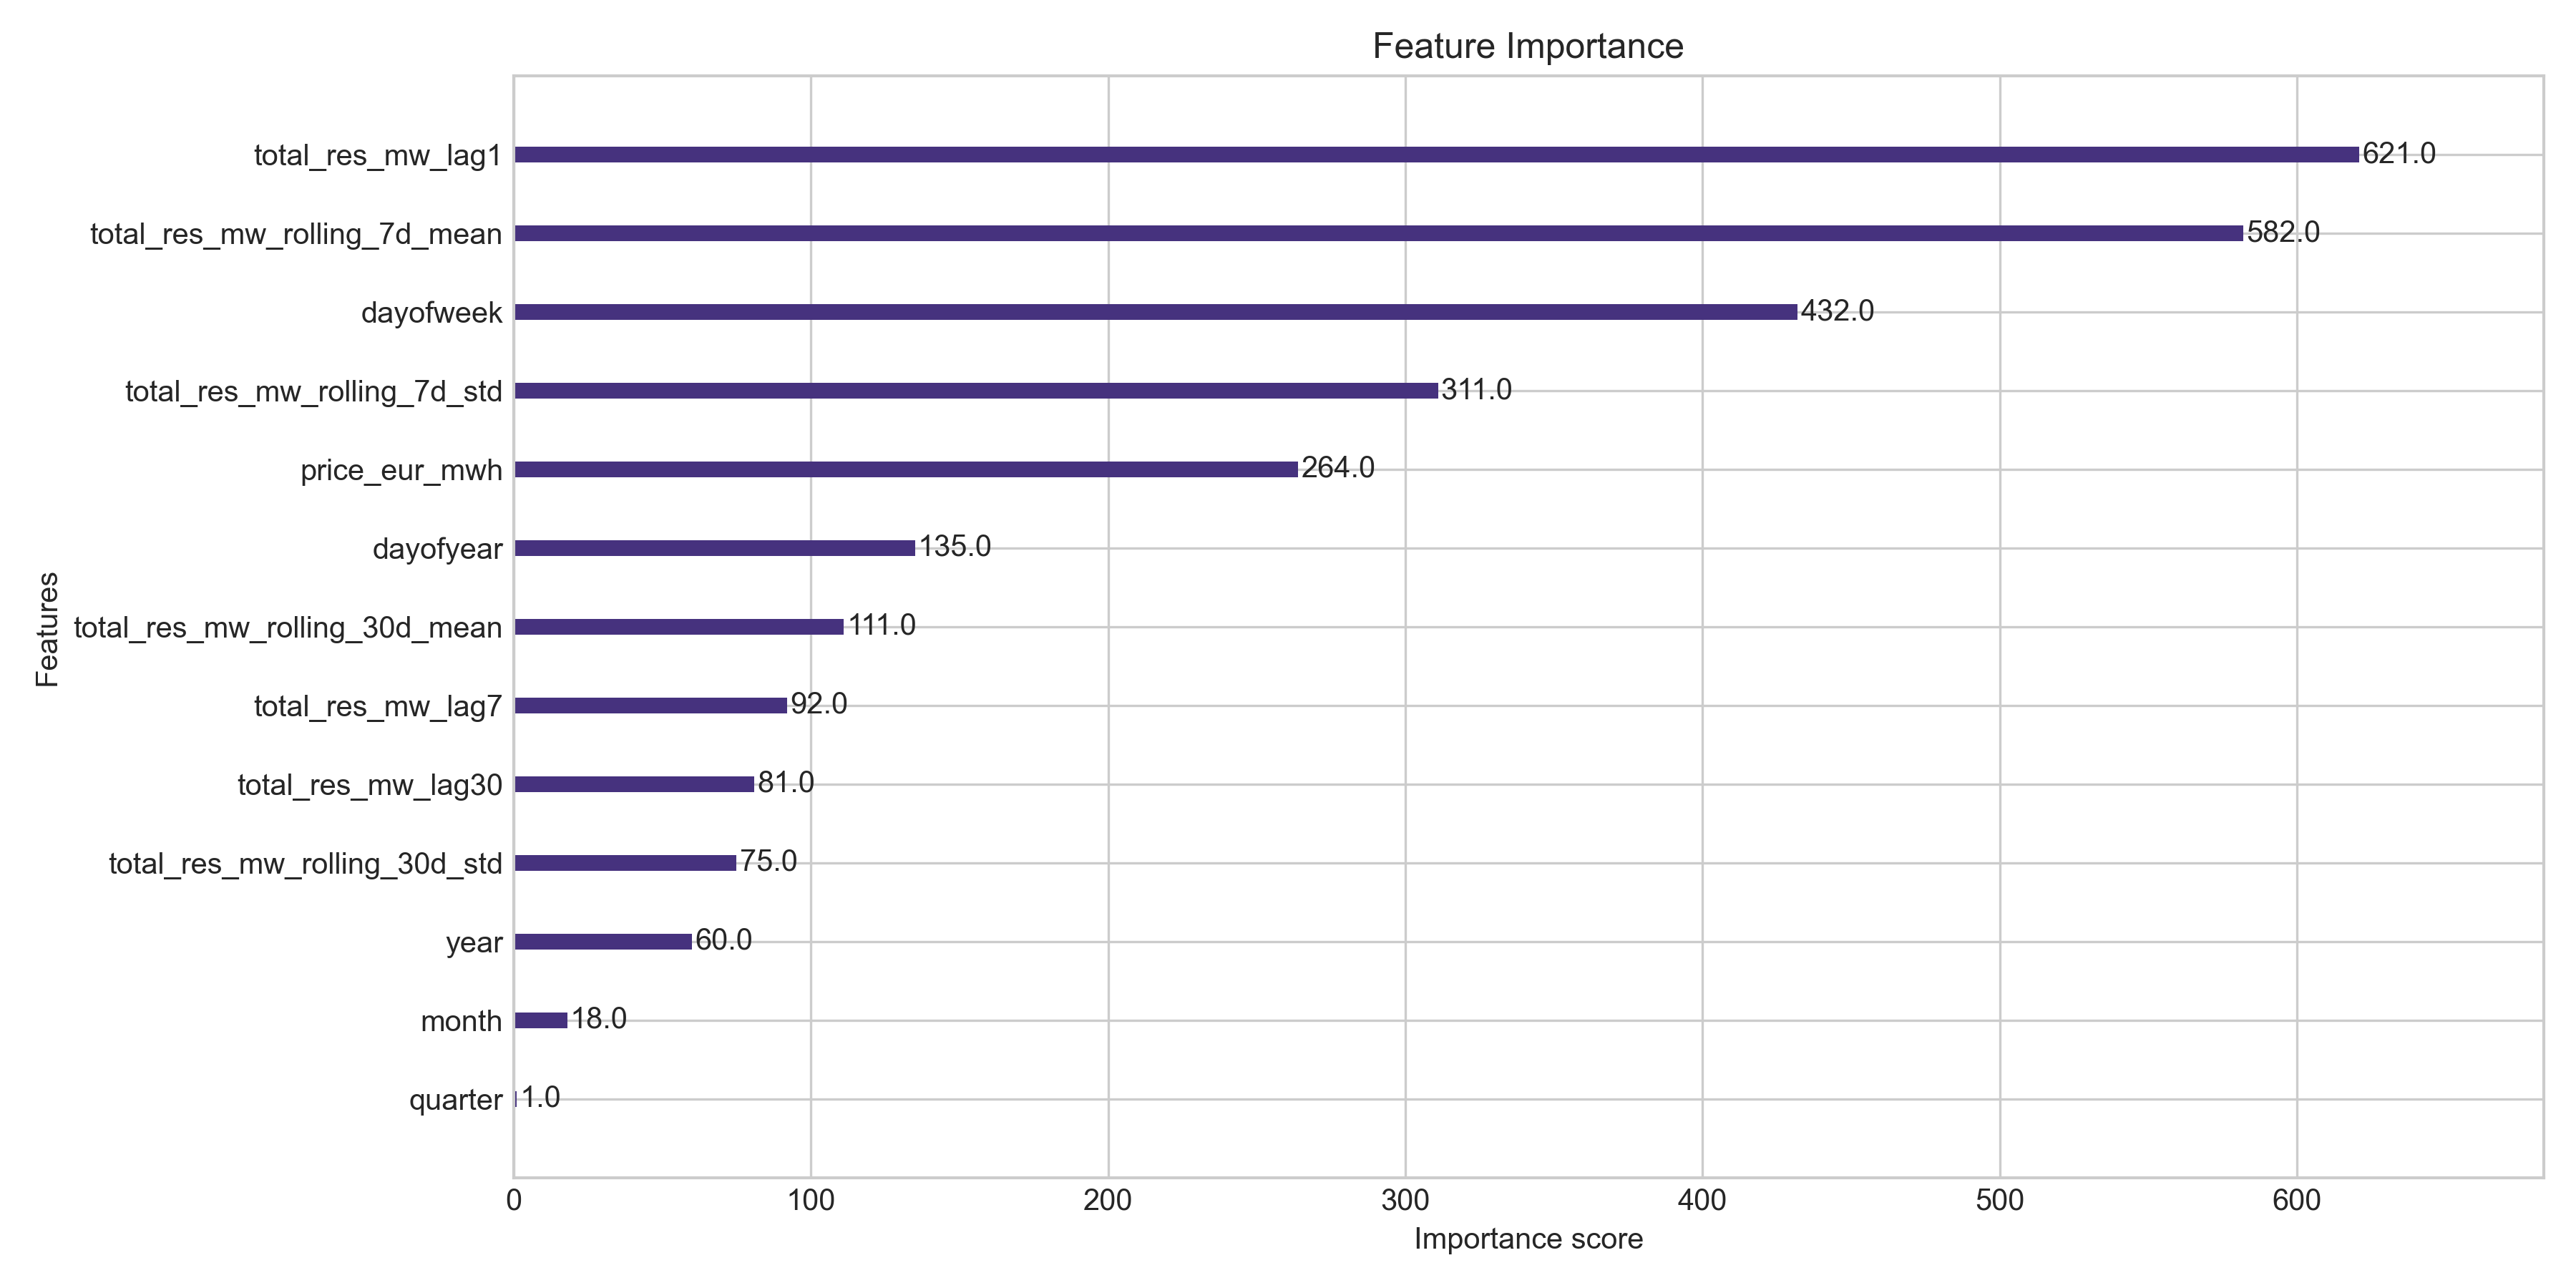 Feature Importance
Features
total_res_mw_lag1 621.0
total_res_mw_rolling_7d_mean 582.0
dayofweek 432.0
total_res_mw_rolling_7d_std 311.0
price_eur_mwh 264.0
dayofyear 135.0
total_res_mw_rolling_30d_mean 111.0
total_res_mw_lag7 92.0
total_res_mw_lag30 81.0
total_res_mw_rolling_30d_std 75.0
year 60.0
month 18.0
quarter 1.0
0 100 200 300 400 500 600
Importance score